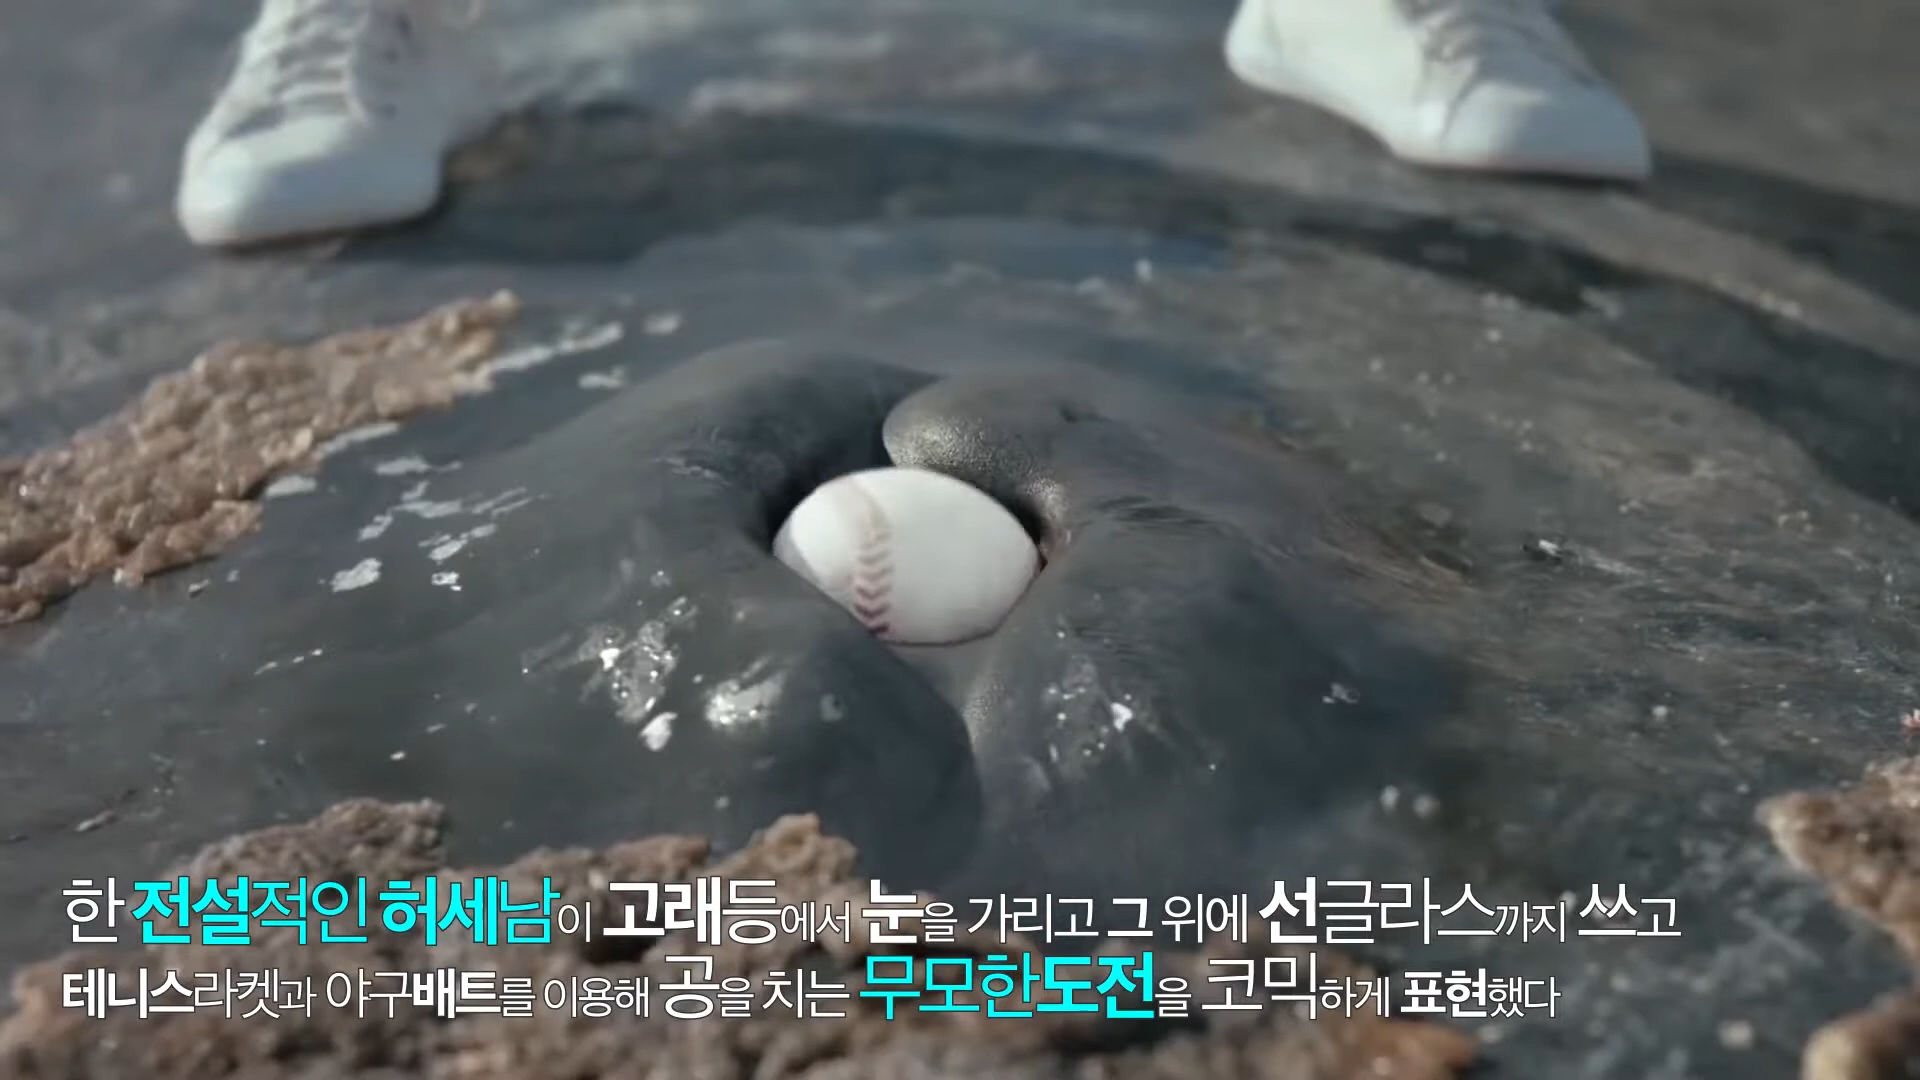 한 전설적인 허세남이 고래등에서 눈을 가리고 그 위에 선글라스까지 쓰고
테니스라켓과 야구배트를 이용해 공을 치는 무모한도전을 코믹하게 표현했다